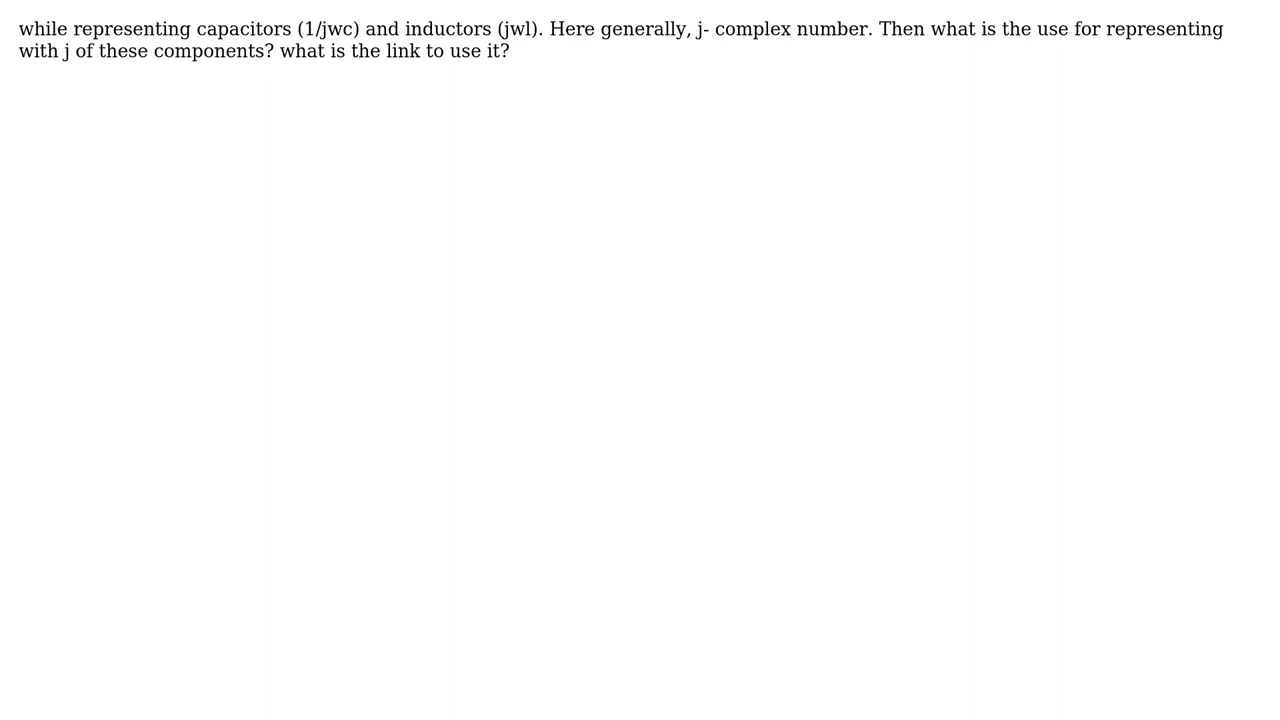 while representing capacitors (1/jwc) and inductors (jwl). Here generally, j- complex number. Then what is the use for representing
with j of these components? what is the link to use it?